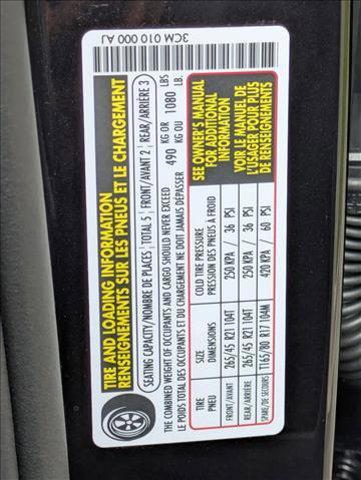 3CM 010 000 AJ
TIRE AND LOADING INFORMATION
RENSEIGNEMENTS SUR LES PNEUS ET LE CHARGEMENT
SEATING CAPACITY/NOMBRE DE PLACES TOTAL 5 FRONT/AVANT 2 REAR/ARRIÈRE 3
THE COMBINED WEIGHT OF OCCUPANTS AND CARGO SHOULD NEVER EXCEED 490 KG OR 1080 LBS
LE POIDS TOTAL DES OCCUPANTS ET DU CHARGEMENT NE DOIT JAMAIS DÉPASSER KG OU LB.
TIRE SIZE COLD TIRE PRESSURE
PNEU DIMENSIONS PRESSION DES PNEUS À FROID
FRONT/AVANT 265/45 R21 104T 250 KPA / 36 PSI
REAR/ARRIÈRE 265/45 R21 104T 250 KPA / 36 PSI
SPARE/DE SECOURS T165/80 R17 104M 420 KPA / 60 PSI
SEE OWNER'S MANUAL
FOR ADDITIONAL
INFORMATION
VOIR LE MANUEL DE
L'USAGER POUR PLUS
DE RENSEIGNEMENTS